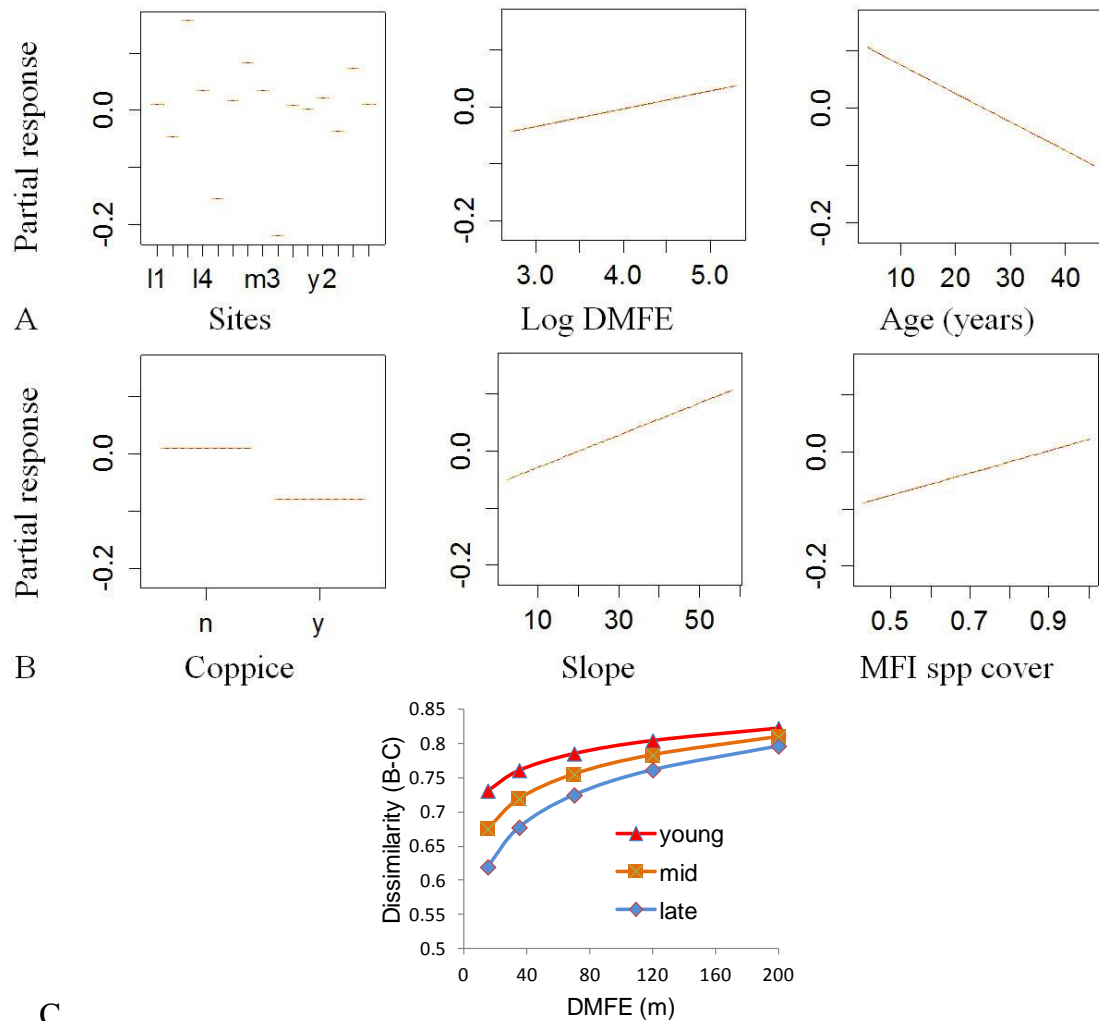 Partial response
0.0
-0.2
l1 l4 m3 y2
A Sites
3.0 4.0 5.0
Log DMFE
0.0
-0.2
10 20 30 40
Age (years)
0.0
-0.2
Partial response
0.0
-0.2
n y
B Coppice
0.0
-0.2
10 30 50
Slope
0.0
-0.2
0.5 0.7 0.9
MFI spp cover
Dissimilarity (B-C)
0.85
0.8
0.75
0.7
0.65
0.6
0.55
0.5
young
mid
late
0 40 80 120 160 200
DMFE (m)
C